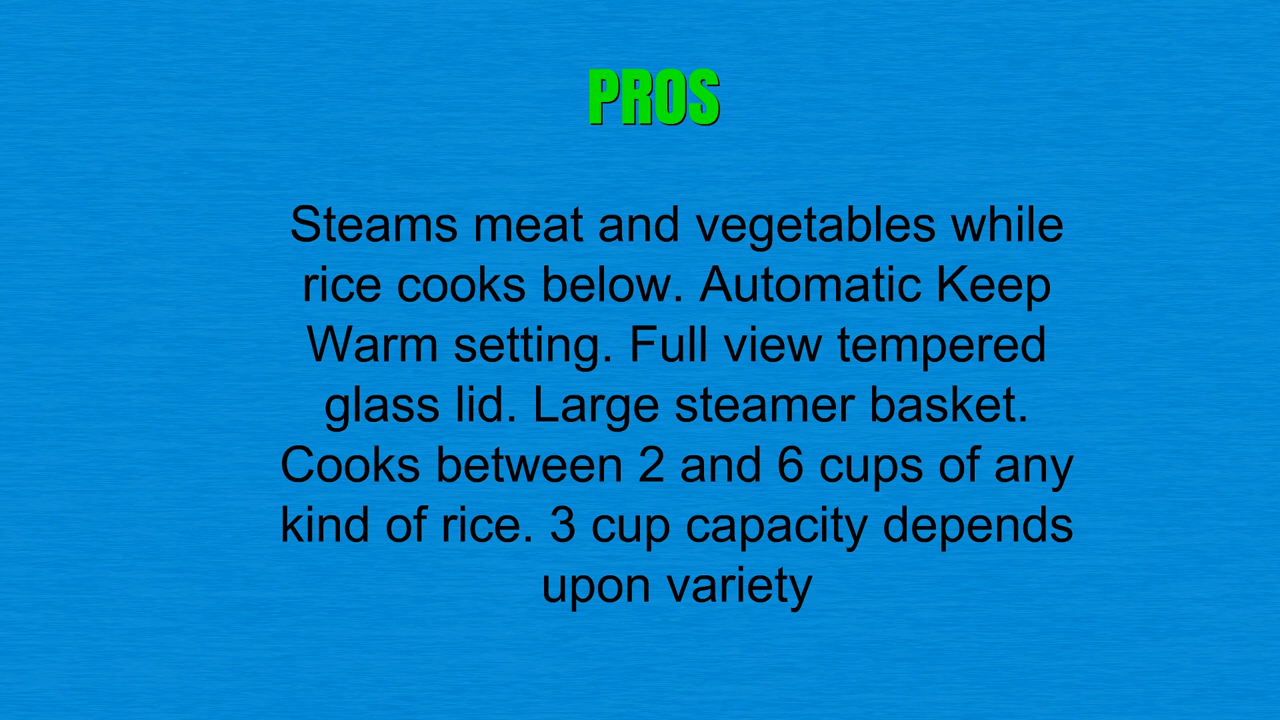 PROS
Steams meat and vegetables while
rice cooks below. Automatic Keep
Warm setting. Full view tempered
glass lid. Large steamer basket.
Cooks between 2 and 6 cups of any
kind of rice. 3 cup capacity depends
upon variety